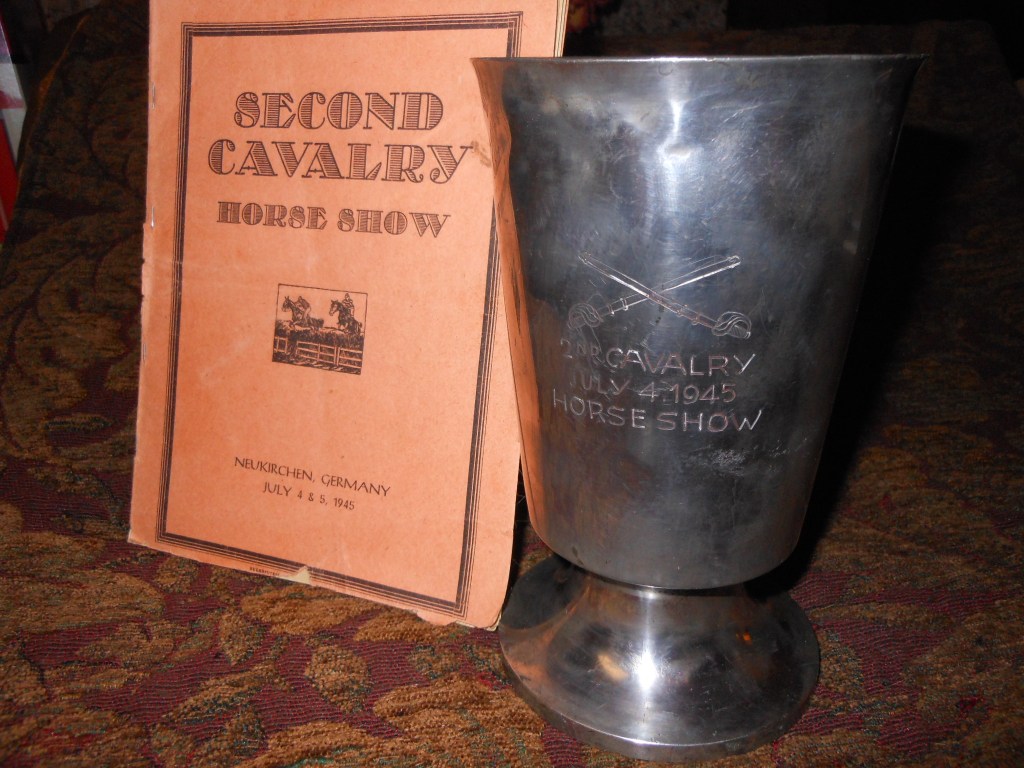 SECOND
CAVALRY
HORSE SHOW
NEUKIRCHEN, GERMANY
JULY 4 & 5, 1945
2ND CAVALRY
JULY 4-1945
HORSE SHOW